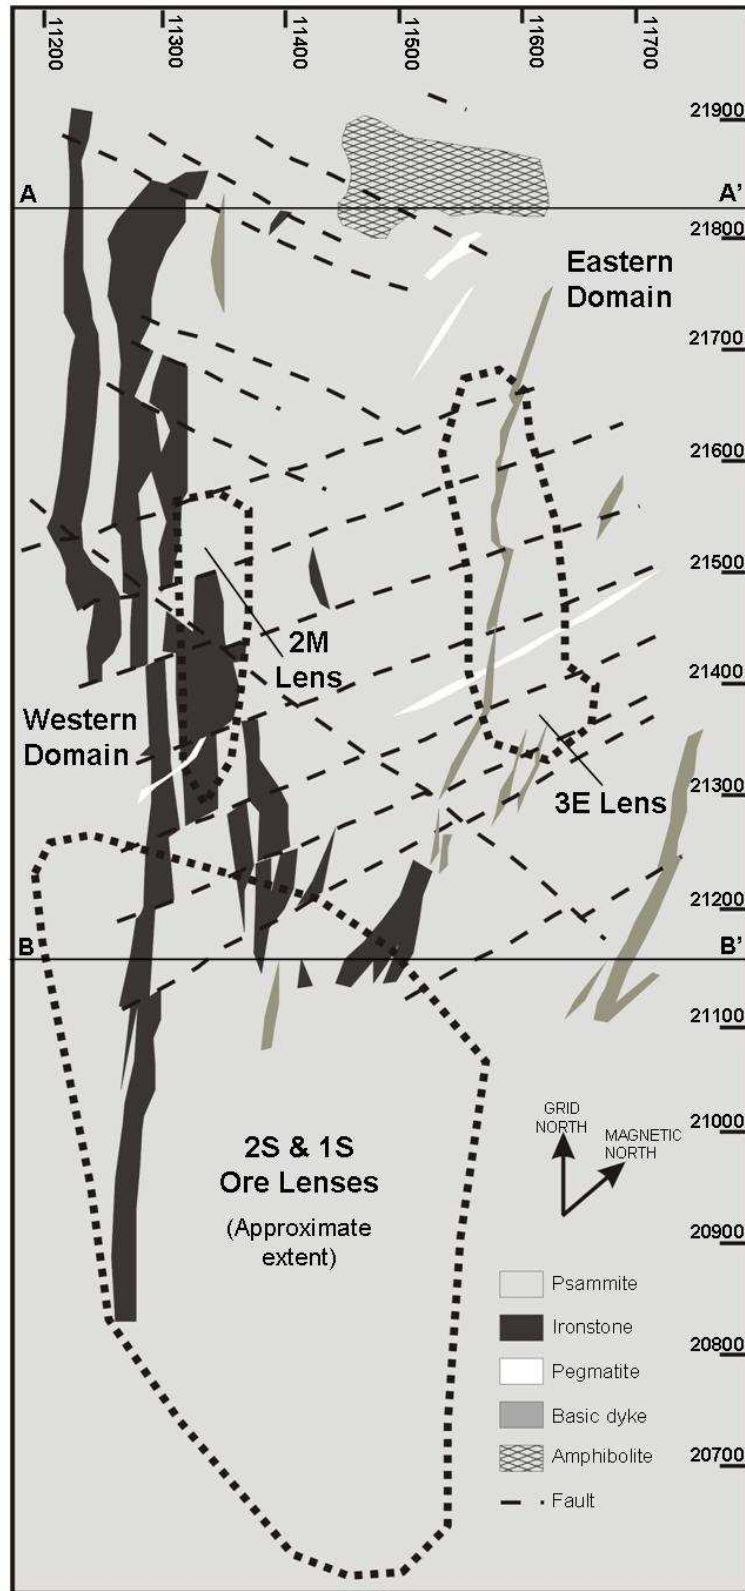 11200
11300
11400
11500
11600
11700
21900
A
A'
21800
Eastern
Domain
21700
21600
21500
2M
Lens
21400
Western
Domain
21300
3E Lens
21200
B
B'
21100
GRID
NORTH
MAGNETIC
NORTH
21000
2S & 1S
Ore Lenses
(Approximate
extent)
20900
Psammite
Ironstone
20800
Pegmatite
Basic dyke
Amphibolite
20700
Fault